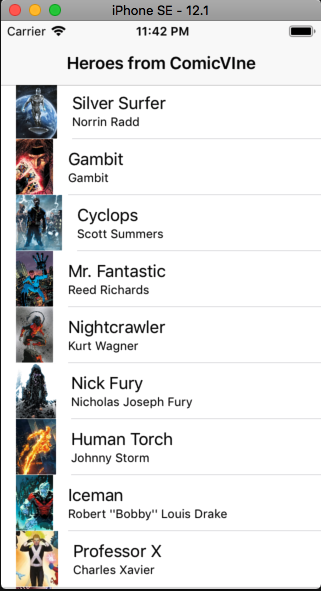 iPhone SE - 12.1
Carrier 11:42 PM
Heroes from ComicVIne
Silver Surfer
Norrin Radd
Gambit
Gambit
Cyclops
Scott Summers
Mr. Fantastic
Reed Richards
Nightcrawler
Kurt Wagner
Nick Fury
Nicholas Joseph Fury
Human Torch
Johnny Storm
Iceman
Robert "Bobby" Louis Drake
Professor X
Charles Xavier